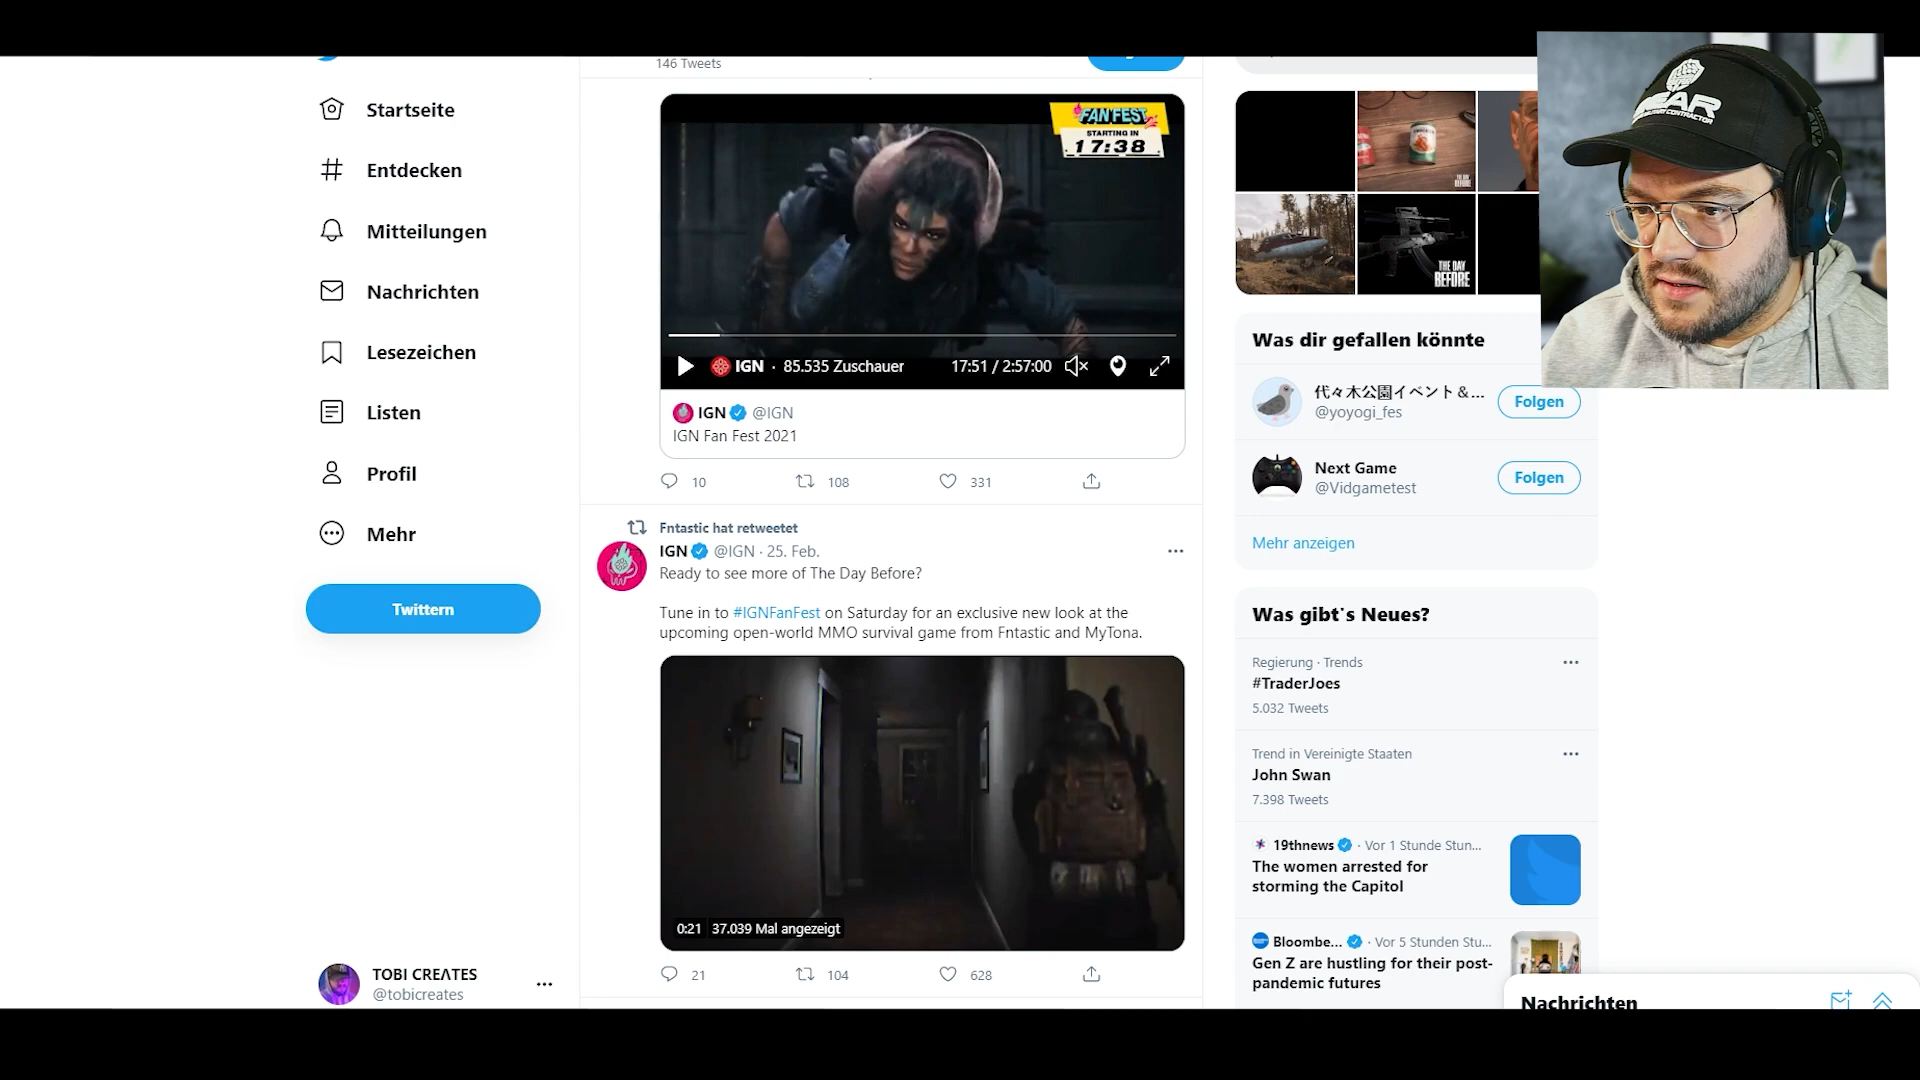 146 Tweets
Startseite
Entdecken
Mitteilungen
Nachrichten
Lesezeichen
Listen
Profil
Mehr
Twittern
TOBI CREΛTES
@tobicreates
FAN FEST
STARTING IN
17:38
IGN · 85.535 Zuschauer
17:51 / 2:57:00
IGN @IGN
IGN Fan Fest 2021
10
108
331
Fntastic hat retweetet
IGN @IGN · 25. Feb.
Ready to see more of The Day Before?
Tune in to #IGNFanFest on Saturday for an exclusive new look at the
upcoming open-world MMO survival game from Fntastic and MyTona.
0:21 37.039 Mal angezeigt
21
104
628
THE DAY
BEFORE
Was dir gefallen könnte
代々木公園イベント＆...
@yoyogi_fes
Folgen
Next Game
@Vidgametest
Folgen
Mehr anzeigen
Was gibt's Neues?
Regierung · Trends
#TraderJoes
5.032 Tweets
Trend in Vereinigte Staaten
John Swan
7.398 Tweets
19thnews · Vor 1 Stunde Stun...
The women arrested for
storming the Capitol
Bloombe... · Vor 5 Stunden Stu...
Gen Z are hustling for their post-
pandemic futures
Nachrichten